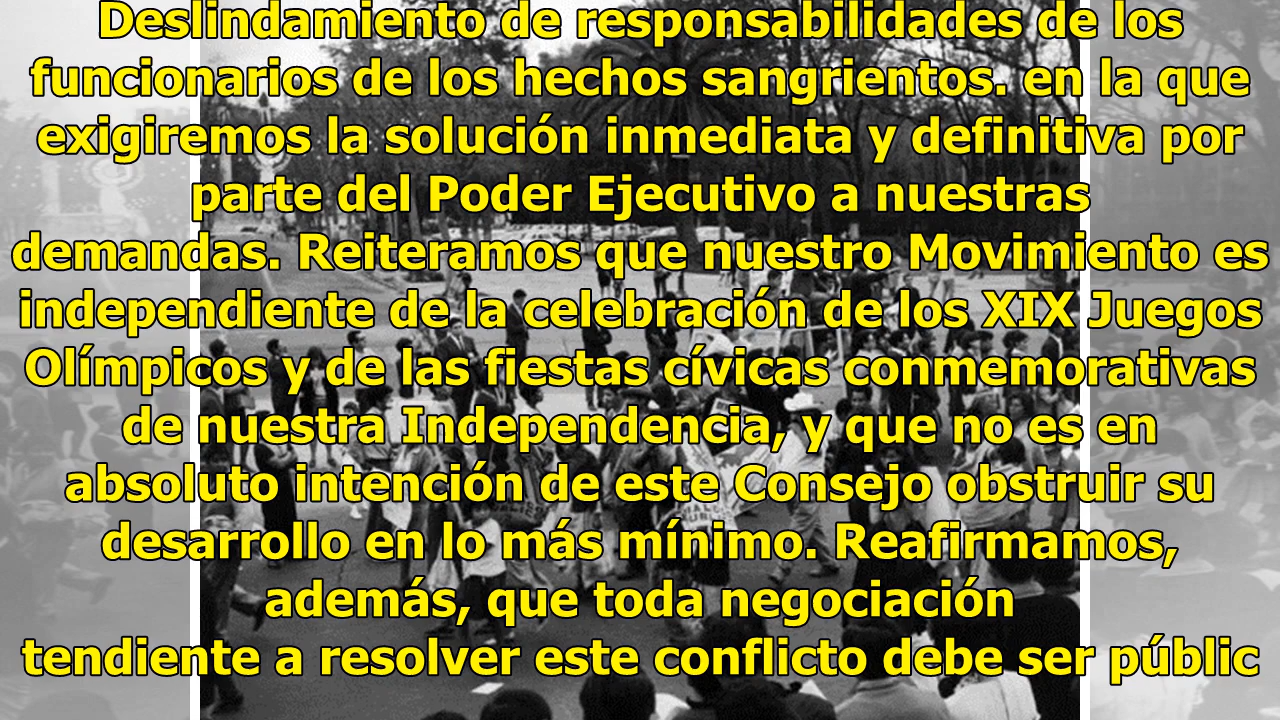 Deslindamiento de responsabilidades de los
funcionarios de los hechos sangrientos. en la que
exigiremos la solución inmediata y definitiva por
parte del Poder Ejecutivo a nuestras
demandas. Reiteramos que nuestro Movimiento es
independiente de la celebración de los XIX Juegos
Olímpicos y de las fiestas cívicas conmemorativas
de nuestra Independencia, y que no es en
absoluto intención de este Consejo obstruir su
desarrollo en lo más mínimo. Reafirmamos,
además, que toda negociación
tendiente a resolver este conflicto debe ser públic